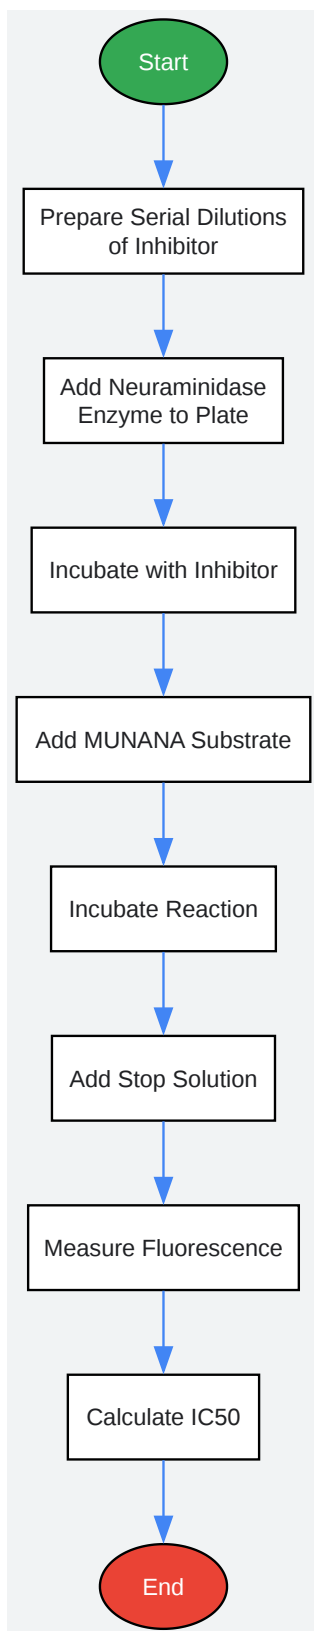 Start
Prepare Serial Dilutions
of Inhibitor
Add Neuraminidase
Enzyme to Plate
Incubate with Inhibitor
Add MUNANA Substrate
Incubate Reaction
Add Stop Solution
Measure Fluorescence
Calculate IC50
End